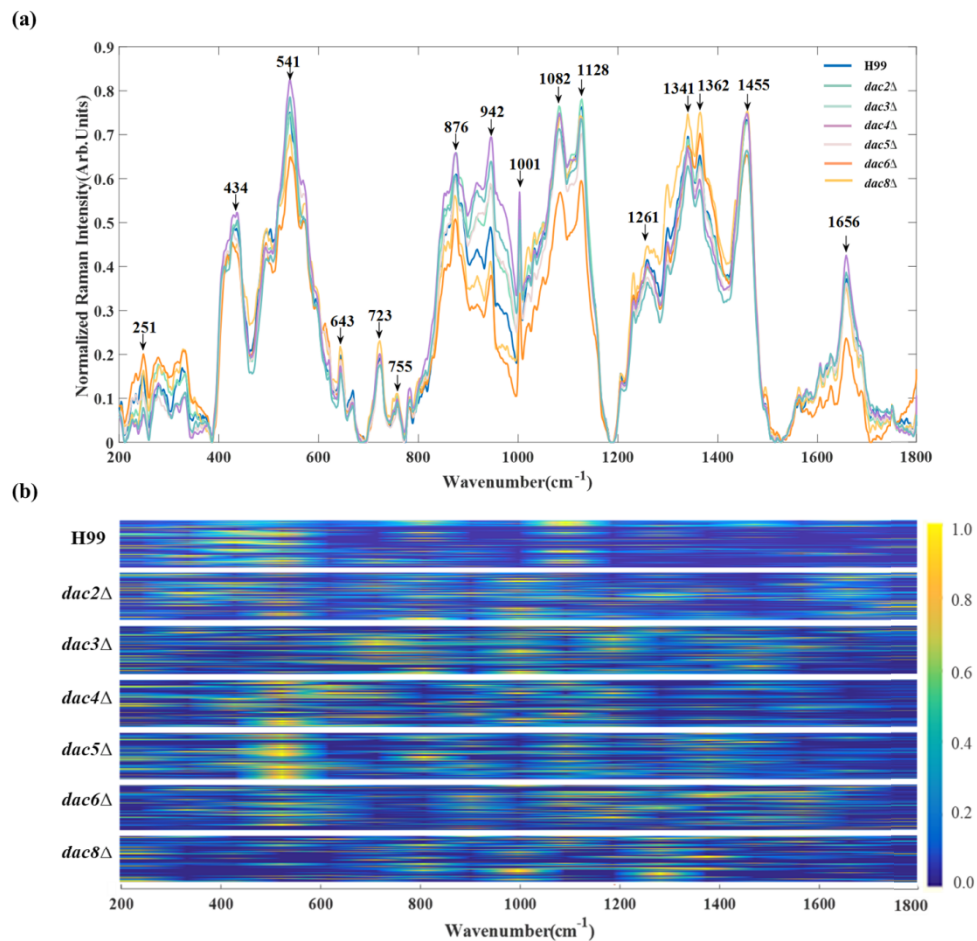 (a)
Normalized Raman Intensity(Arb.Units)
0.9
0.8
0.7
0.6
0.5
0.4
0.3
0.2
0.1
0
251
434
541
643
723
755
876
942
1001
1082
1128
1261
1341
1362
1455
1656
H99
dac2Δ
dac3Δ
dac4Δ
dac5Δ
dac6Δ
dac8Δ
200 400 600 800 1000 1200 1400 1600 1800
Wavenumber(cm⁻¹)
(b)
H99
dac2Δ
dac3Δ
dac4Δ
dac5Δ
dac6Δ
dac8Δ
1.0
0.8
0.6
0.4
0.2
0.0
200 400 600 800 1000 1200 1400 1600 1800
Wavenumber(cm⁻¹)